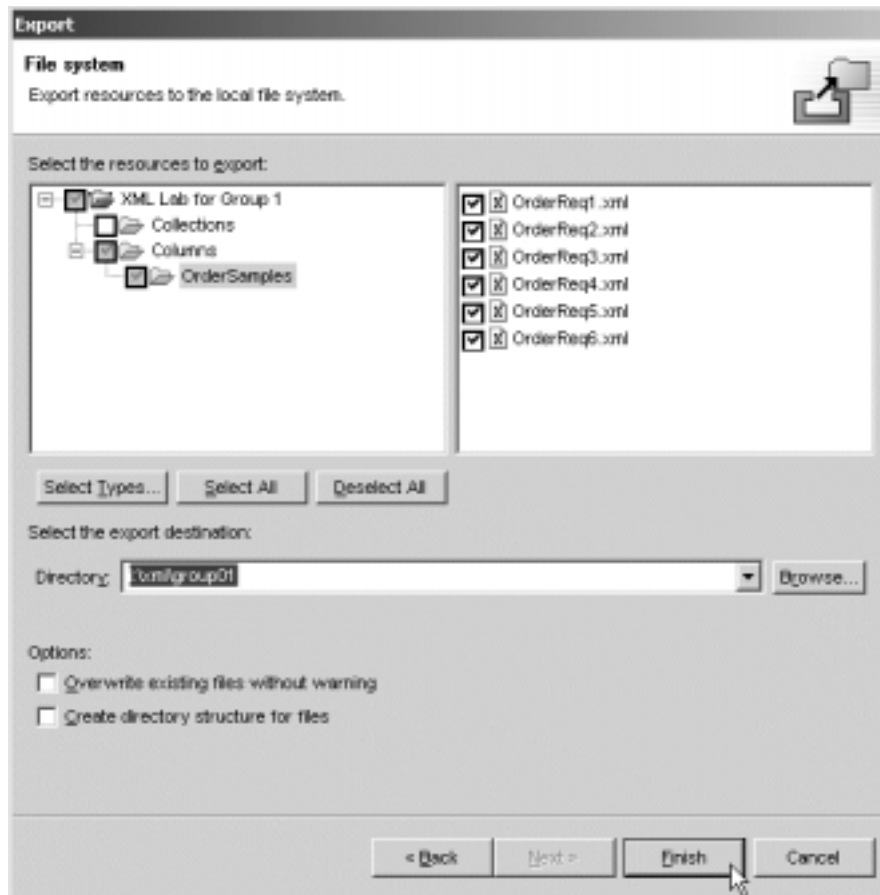 Export
File system
Export resources to the local file system.
Select the resources to export:
XML Lab for Group 1
Collections
Columns
OrderSamples
OrderReq1.xml
OrderReq2.xml
OrderReq3.xml
OrderReq4.xml
OrderReq5.xml
OrderReq6.xml
Select Types... Select All Deselect All
Select the export destination:
Directory: Browse...
Options:
Overwrite existing files without warning
Create directory structure for files
< Back Next > Finish Cancel